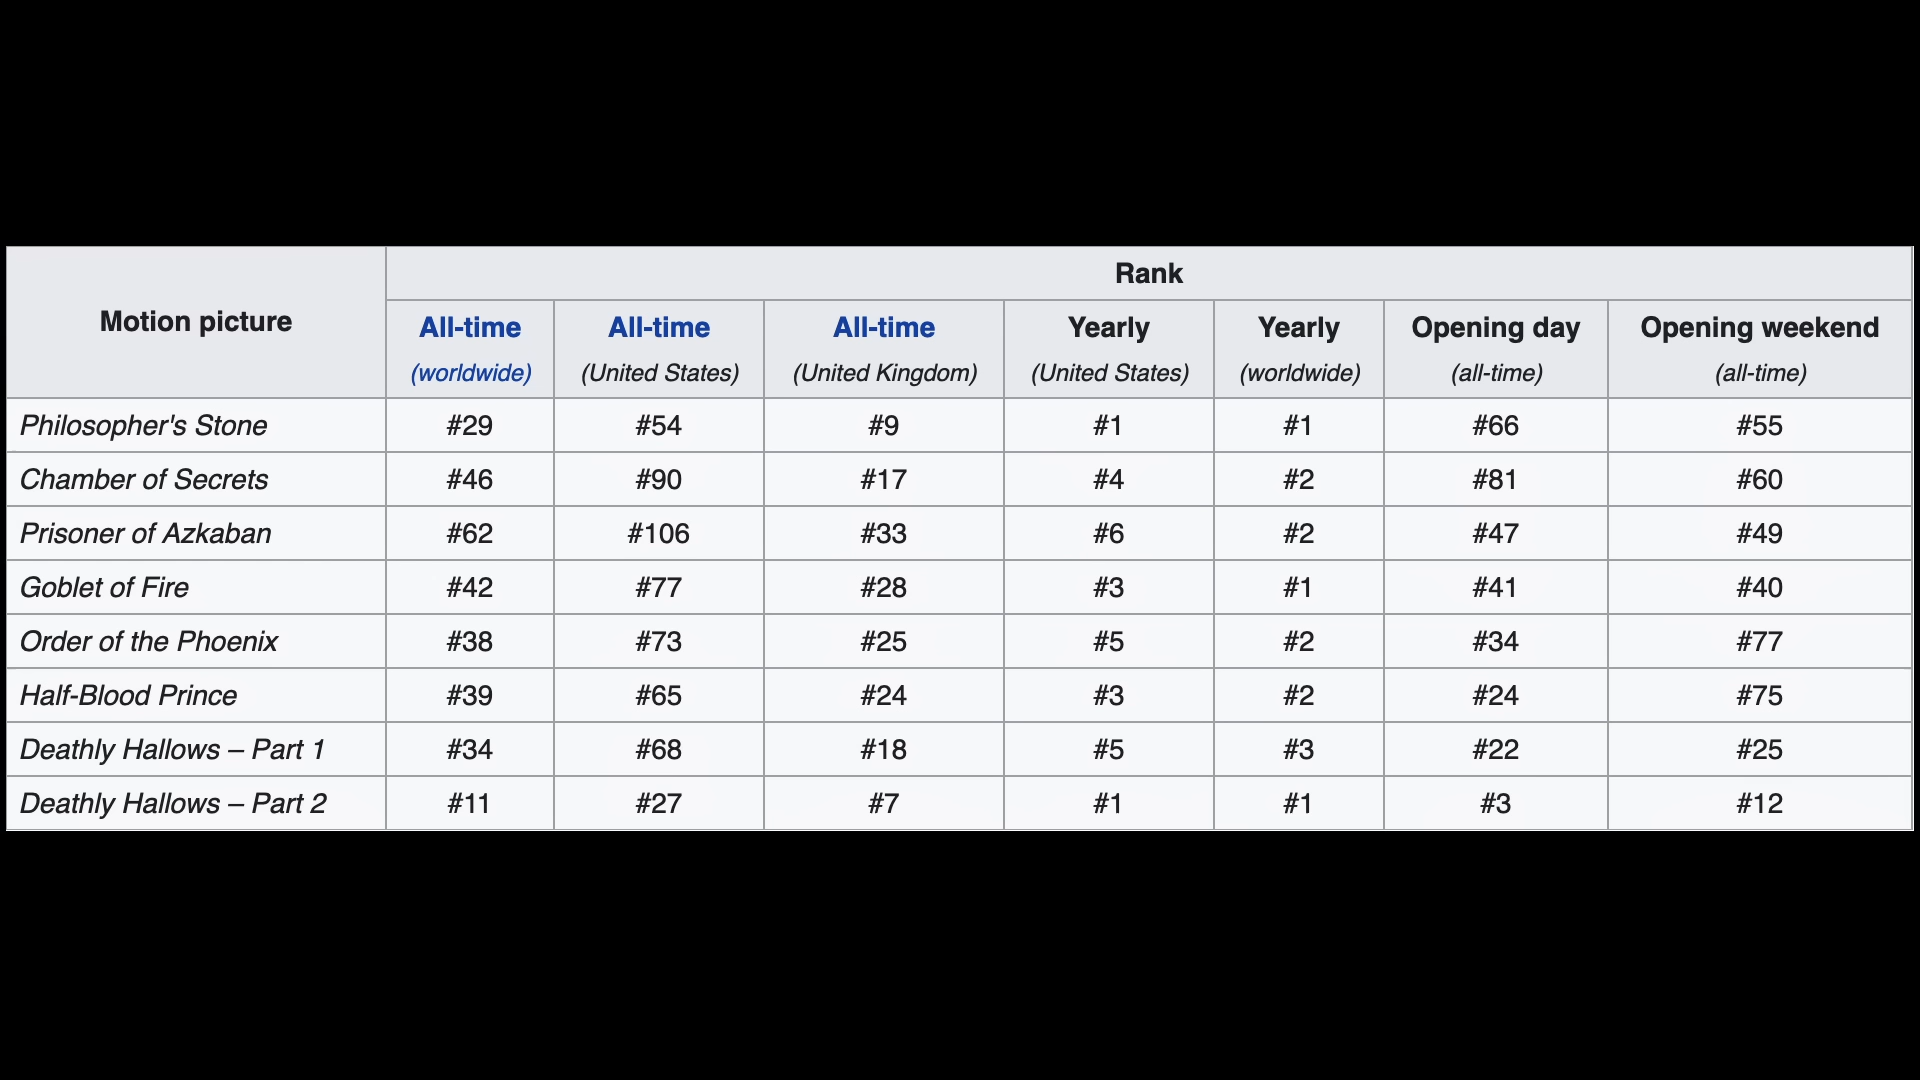 Motion picture
Rank
All-time
(worldwide)
All-time
(United States)
All-time
(United Kingdom)
Yearly
(United States)
Yearly
(worldwide)
Opening day
(all-time)
Opening weekend
(all-time)
Philosopher's Stone #29 #54 #9 #1 #1 #66 #55
Chamber of Secrets #46 #90 #17 #4 #2 #81 #60
Prisoner of Azkaban #62 #106 #33 #6 #2 #47 #49
Goblet of Fire #42 #77 #28 #3 #1 #41 #40
Order of the Phoenix #38 #73 #25 #5 #2 #34 #77
Half-Blood Prince #39 #65 #24 #3 #2 #24 #75
Deathly Hallows – Part 1 #34 #68 #18 #5 #3 #22 #25
Deathly Hallows – Part 2 #11 #27 #7 #1 #1 #3 #12